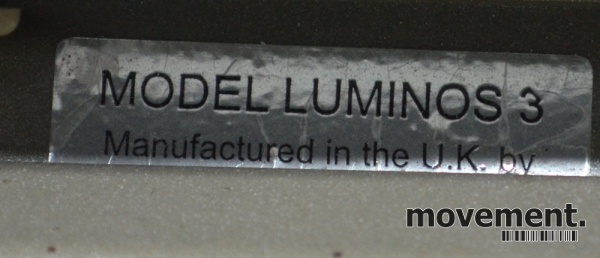 MODEL LUMINOS 3
Manufactured in the U.K. by
movement.